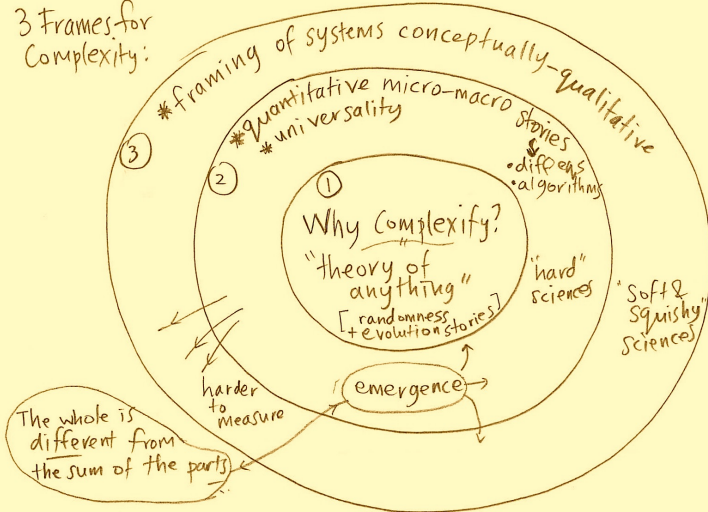 3 Frames for
Complexity:
*framing of systems conceptually-qualitative
3
*quantitative micro-macro stories
*universality
•diffeqs
•algorithms
2
1
Why Complexify?
"theory of
anything"
[randomness
+evolution stories]
"hard"
sciences
"soft &
squishy"
sciences
harder
to
measure
emergence
The whole is
different from
the sum of the parts